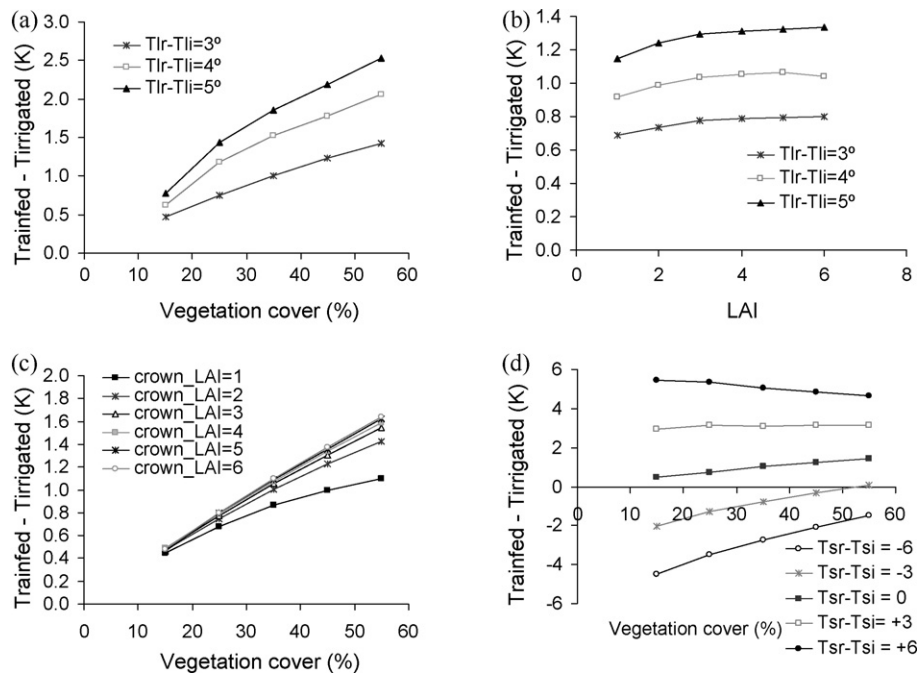 (a)
Trainfed - Tirrigated (K)
3.0
2.5
2.0
1.5
1.0
0.5
0.0
Tlr-Tli=3º
Tlr-Tli=4º
Tlr-Tli=5º
0 10 20 30 40 50 60
Vegetation cover (%)
(b)
Trainfed - Tirrigated (K)
1.4
1.2
1.0
0.8
0.6
0.4
0.2
0.0
Tlr-Tli=3º
Tlr-Tli=4º
Tlr-Tli=5º
0 2 4 6 8
LAI
(c)
Trainfed - Tirrigated (K)
2.0
1.8
1.6
1.4
1.2
1.0
0.8
0.6
0.4
0.2
0.0
crown_LAI=1
crown_LAI=2
crown_LAI=3
crown_LAI=4
crown_LAI=5
crown_LAI=6
0 10 20 30 40 50 60
Vegetation cover (%)
(d)
Trainfed - Tirrigated (K)
6
4
2
0
-2
-4
-6
0 10 20 30 40 50 60
Vegetation cover (%)
Tsr-Tsi = -6
Tsr-Tsi = -3
Tsr-Tsi = 0
Tsr-Tsi= +3
Tsr-Tsi = +6